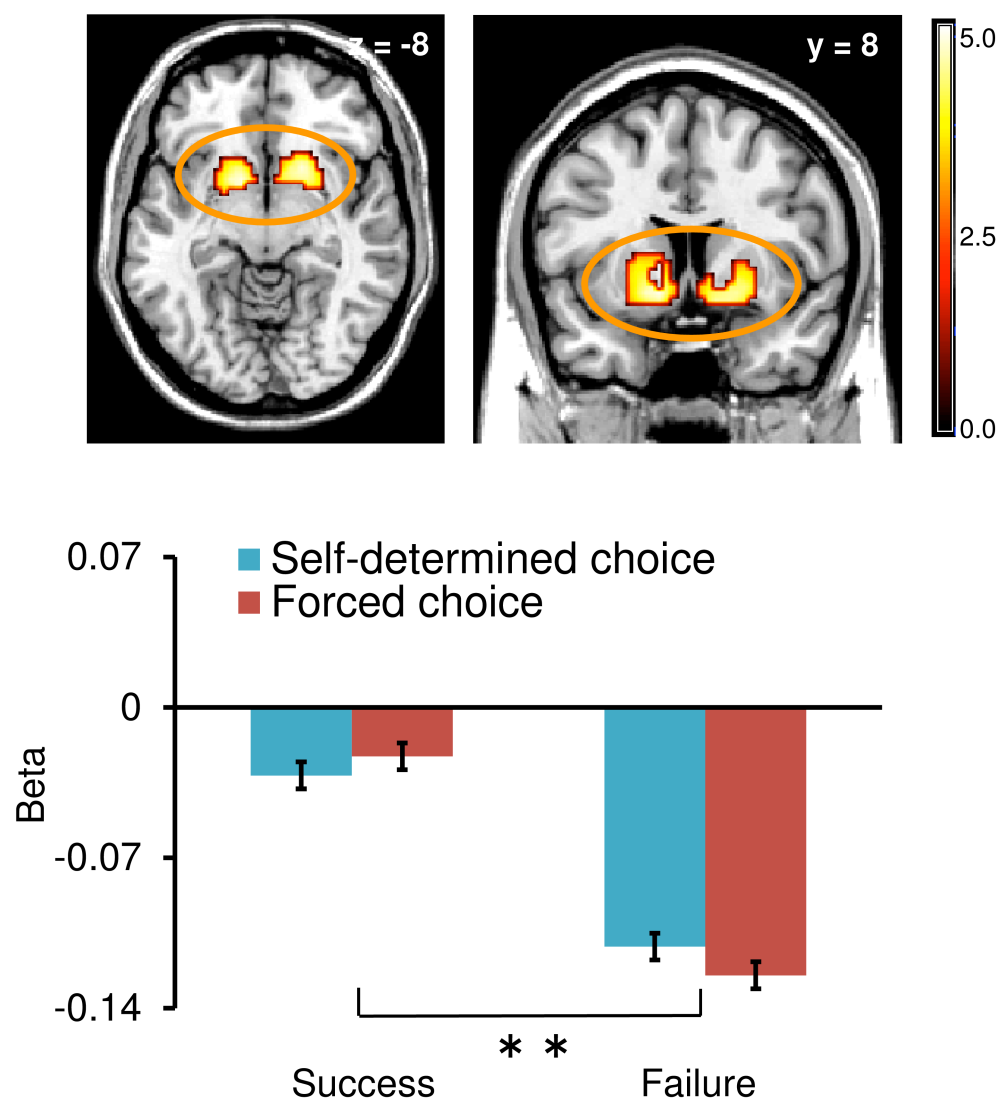 z = -8
y = 8
5.0
2.5
0.0
0.07
Self-determined choice
Forced choice
0
Beta
-0.07
-0.14
* *
Success
Failure